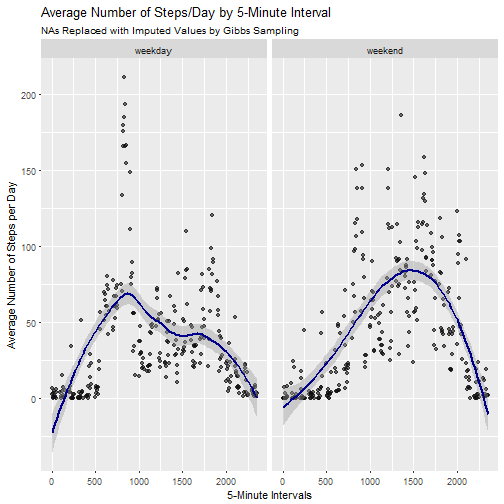 Average Number of Steps/Day by 5-Minute Interval
NAs Replaced with Imputed Values by Gibbs Sampling
weekday weekend
Average Number of Steps per Day
200
150
100
50
0
0 500 1000 1500 2000 0 500 1000 1500 2000
5-Minute Intervals